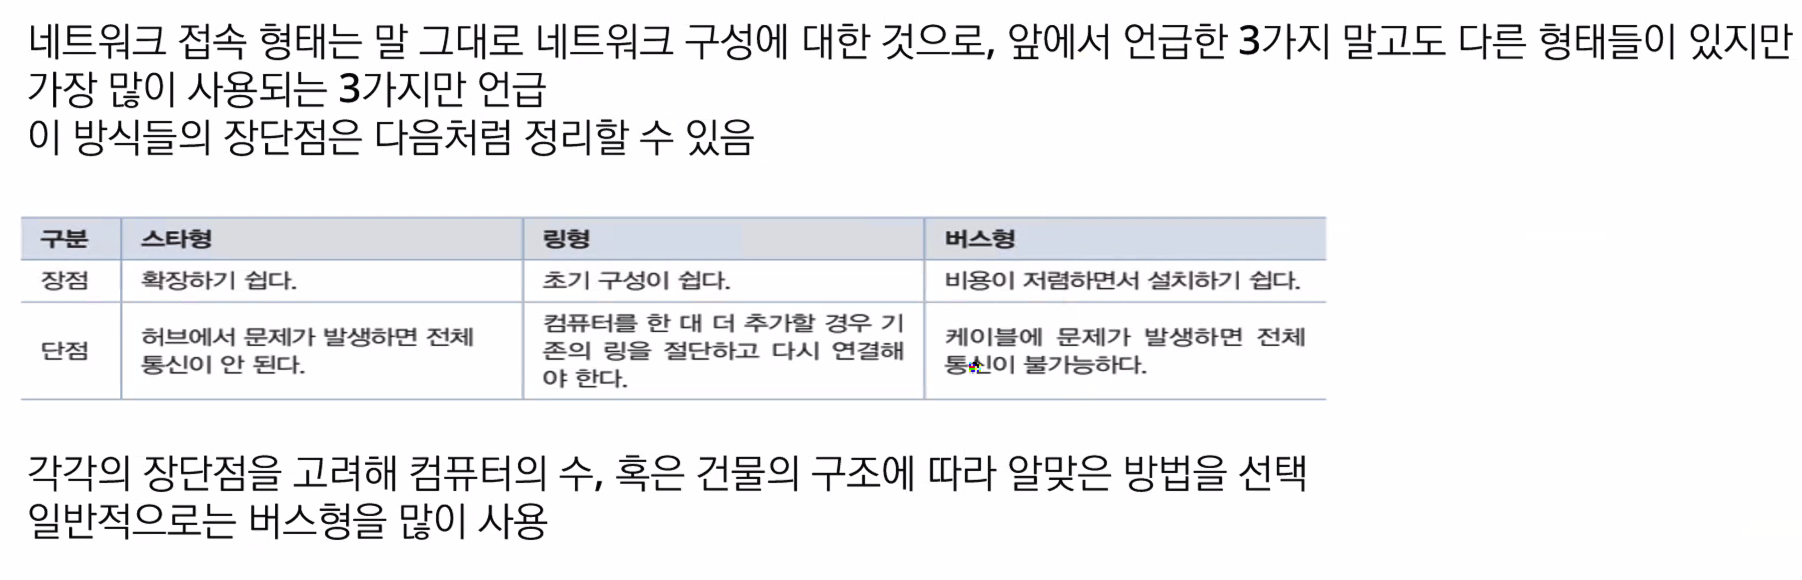 네트워크 접속 형태는 말 그대로 네트워크 구성에 대한 것으로, 앞에서 언급한 3가지 말고도 다른 형태들이 있지만
가장 많이 사용되는 3가지만 언급
이 방식들의 장단점은 다음처럼 정리할 수 있음
구분 스타형 링형 버스형
장점 확장하기 쉽다. 초기 구성이 쉽다. 비용이 저렴하면서 설치하기 쉽다.
단점
허브에서 문제가 발생하면 전체
통신이 안 된다.
컴퓨터를 한 대 더 추가할 경우 기
존의 링을 절단하고 다시 연결해
야 한다.
케이블에 문제가 발생하면 전체
통신이 불가능하다.
각각의 장단점을 고려해 컴퓨터의 수, 혹은 건물의 구조에 따라 알맞은 방법을 선택
일반적으로는 버스형을 많이 사용